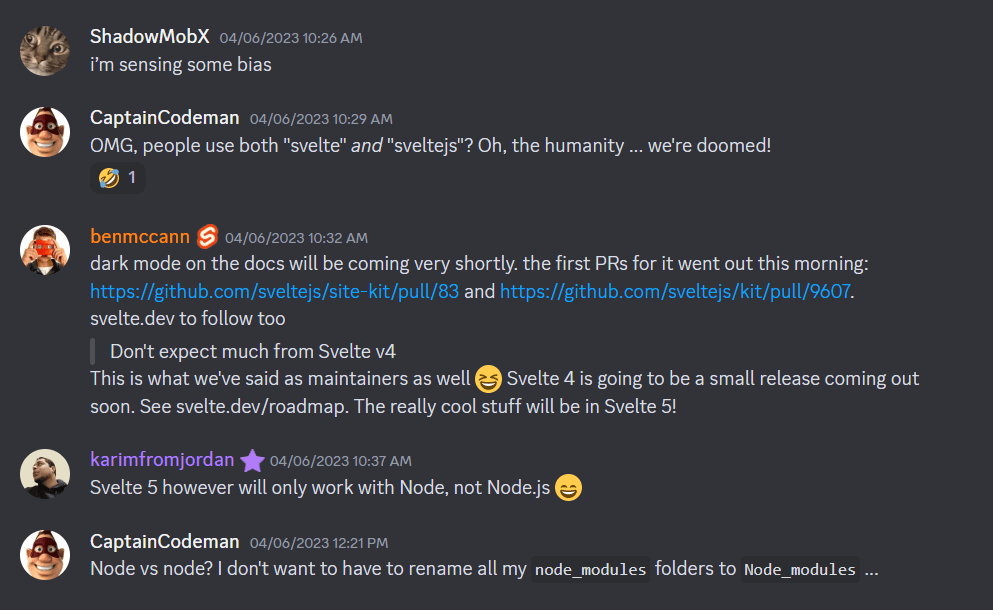 ShadowMobX 04/06/2023 10:26 AM
i’m sensing some bias
CaptainCodeman 04/06/2023 10:29 AM
OMG, people use both "svelte" and "sveltejs"? Oh, the humanity ... we're doomed!
1
benmccann 04/06/2023 10:32 AM
dark mode on the docs will be coming very shortly. the first PRs for it went out this morning:
https://github.com/sveltejs/site-kit/pull/83 and https://github.com/sveltejs/kit/pull/9607.
svelte.dev to follow too
Don't expect much from Svelte v4
This is what we've said as maintainers as well 😆 Svelte 4 is going to be a small release coming out
soon. See svelte.dev/roadmap. The really cool stuff will be in Svelte 5!
karimfromjordan 04/06/2023 10:37 AM
Svelte 5 however will only work with Node, not Node.js 😄
CaptainCodeman 04/06/2023 12:21 PM
Node vs node? I don't want to have to rename all my node_modules folders to Node_modules ...